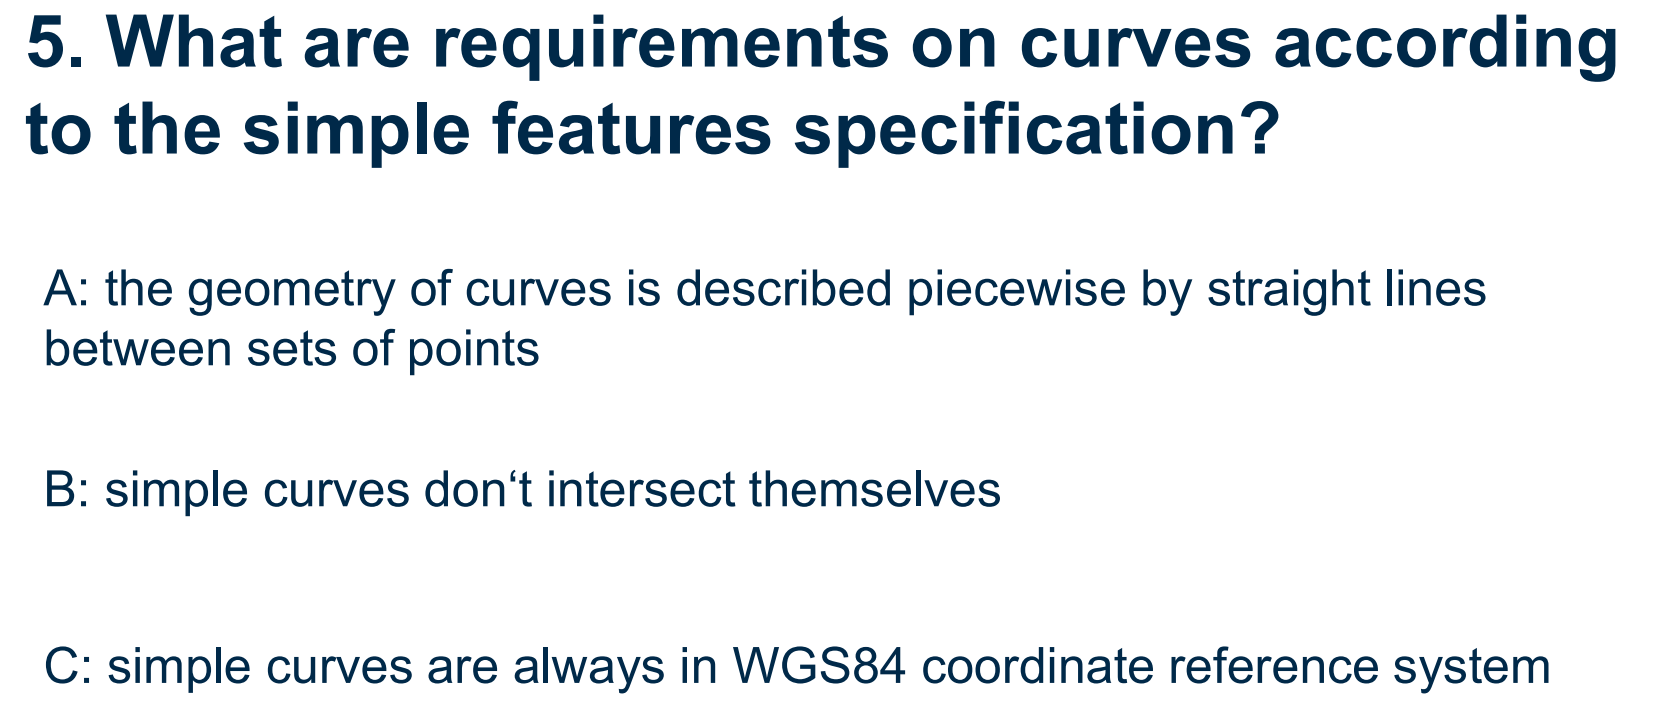 5. What are requirements on curves according
to the simple features specification?
A: the geometry of curves is described piecewise by straight lines
between sets of points
B: simple curves don‘t intersect themselves
C: simple curves are always in WGS84 coordinate reference system